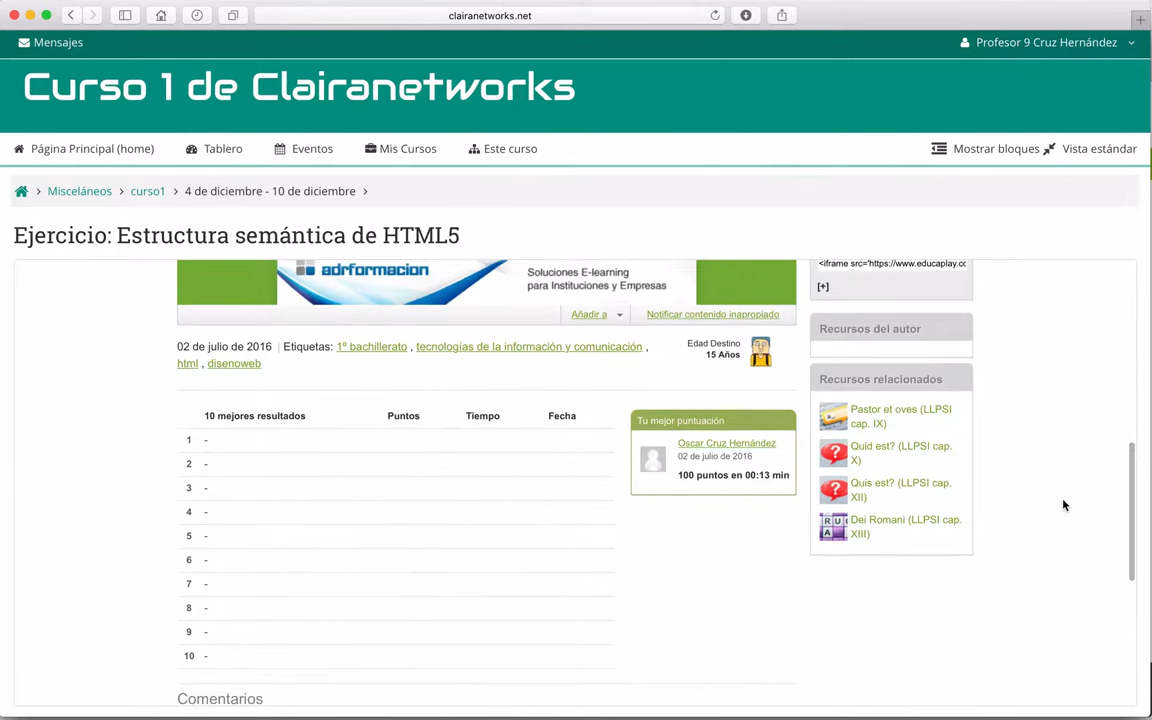 clairanetworks.net
Mensajes
Profesor 9 Cruz Hernández
Curso 1 de Clairanetworks
Página Principal (home)
Tablero
Eventos
Mis Cursos
Este curso
Mostrar bloques
Vista estándar
Misceláneos
curso1
4 de diciembre - 10 de diciembre
Ejercicio: Estructura semántica de HTML5
adrformacion
Soluciones E-learning
para Instituciones y Empresas
Añadir a
Notificar contenido inapropiado
02 de julio de 2016 | Etiquetas: 1º bachillerato , tecnologías de la información y comunicación ,
html , disenoweb
Edad Destino
15 Años
10 mejores resultados Puntos Tiempo Fecha
1 -
2 -
3 -
4 -
5 -
6 -
7 -
8 -
9 -
10 -
Tu mejor puntuación
Oscar Cruz Hernández
02 de julio de 2016
100 puntos en 00:13 min
Comentarios
<iframe src='https://www.educaplay.cc
[+]
Recursos del autor
Recursos relacionados
Pastor et oves (LLPSI
cap. IX)
Quid est? (LLPSI cap.
X)
Quis est? (LLPSI cap.
XII)
Dei Romani (LLPSI cap.
XIII)